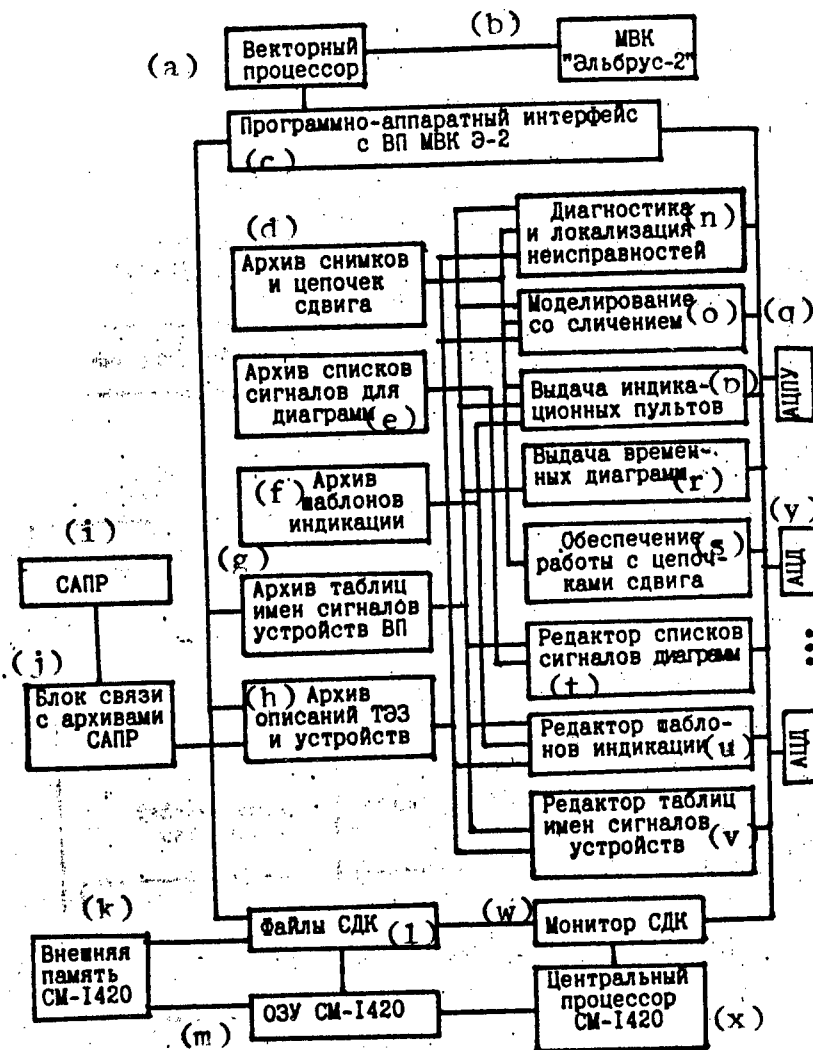 (a)
Векторный
процессор
(b)
МВК
"Эльбрус-2"
Программно-аппаратный интерфейс
с ВП МВК Э-2
(c)
(d)
Архив снимков
и цепочек
сдвига
Архив списков
сигналов для
диаграмм (e)
(f) Архив
шаблонов
индикации
(g)
Архив таблиц
имен сигналов
устройств ВП
(h) Архив
описаний ТЭЗ
и устройств
(i)
САПР
(j)
Блок связи
с архивами
САПР
(k)
Внешняя
память
СМ-1420
Файлы СДК (l)
(m)
ОЗУ СМ-1420
Диагностика (n)
и локализация
неисправностей
Моделирование
со сличением (o)
Выдача индика- (p)
ционных пультов
(q)
АЦПУ
Выдача времен-
ных диаграмм (r)
Обеспечение (s)
работы с цепоч-
ками сдвига
(y)
АЦД
Редактор списков
сигналов диаграмм
(t)
Редактор шабло-
нов индикации (u)
АЦД
Редактор таблиц
имен сигналов
устройств (v)
(w)
Монитор СДК
Центральный
процессор
СМ-1420
(x)